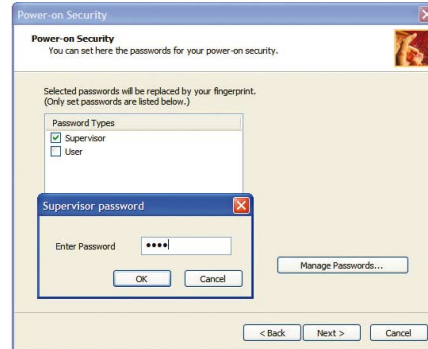 Power-on Security
Power-on Security
You can set here the passwords for your power-on security.
Selected passwords will be replaced by your fingerprint.
(Only set passwords are listed below.)
Password Types
Supervisor
User
Supervisor password
Enter Password ••••
OK Cancel
Manage Passwords...
< Back Next > Cancel